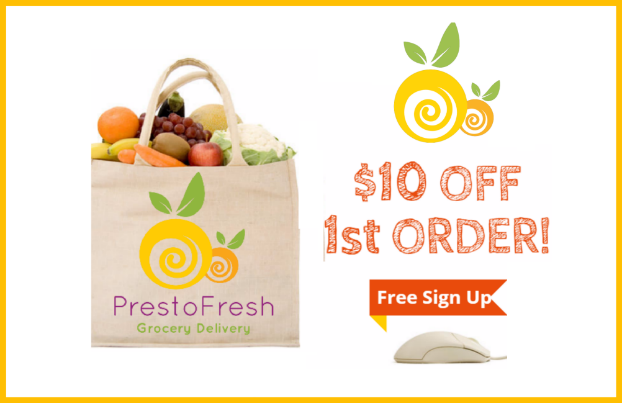 $10 OFF
1st ORDER!
Free Sign Up
PrestoFresh
Grocery Delivery